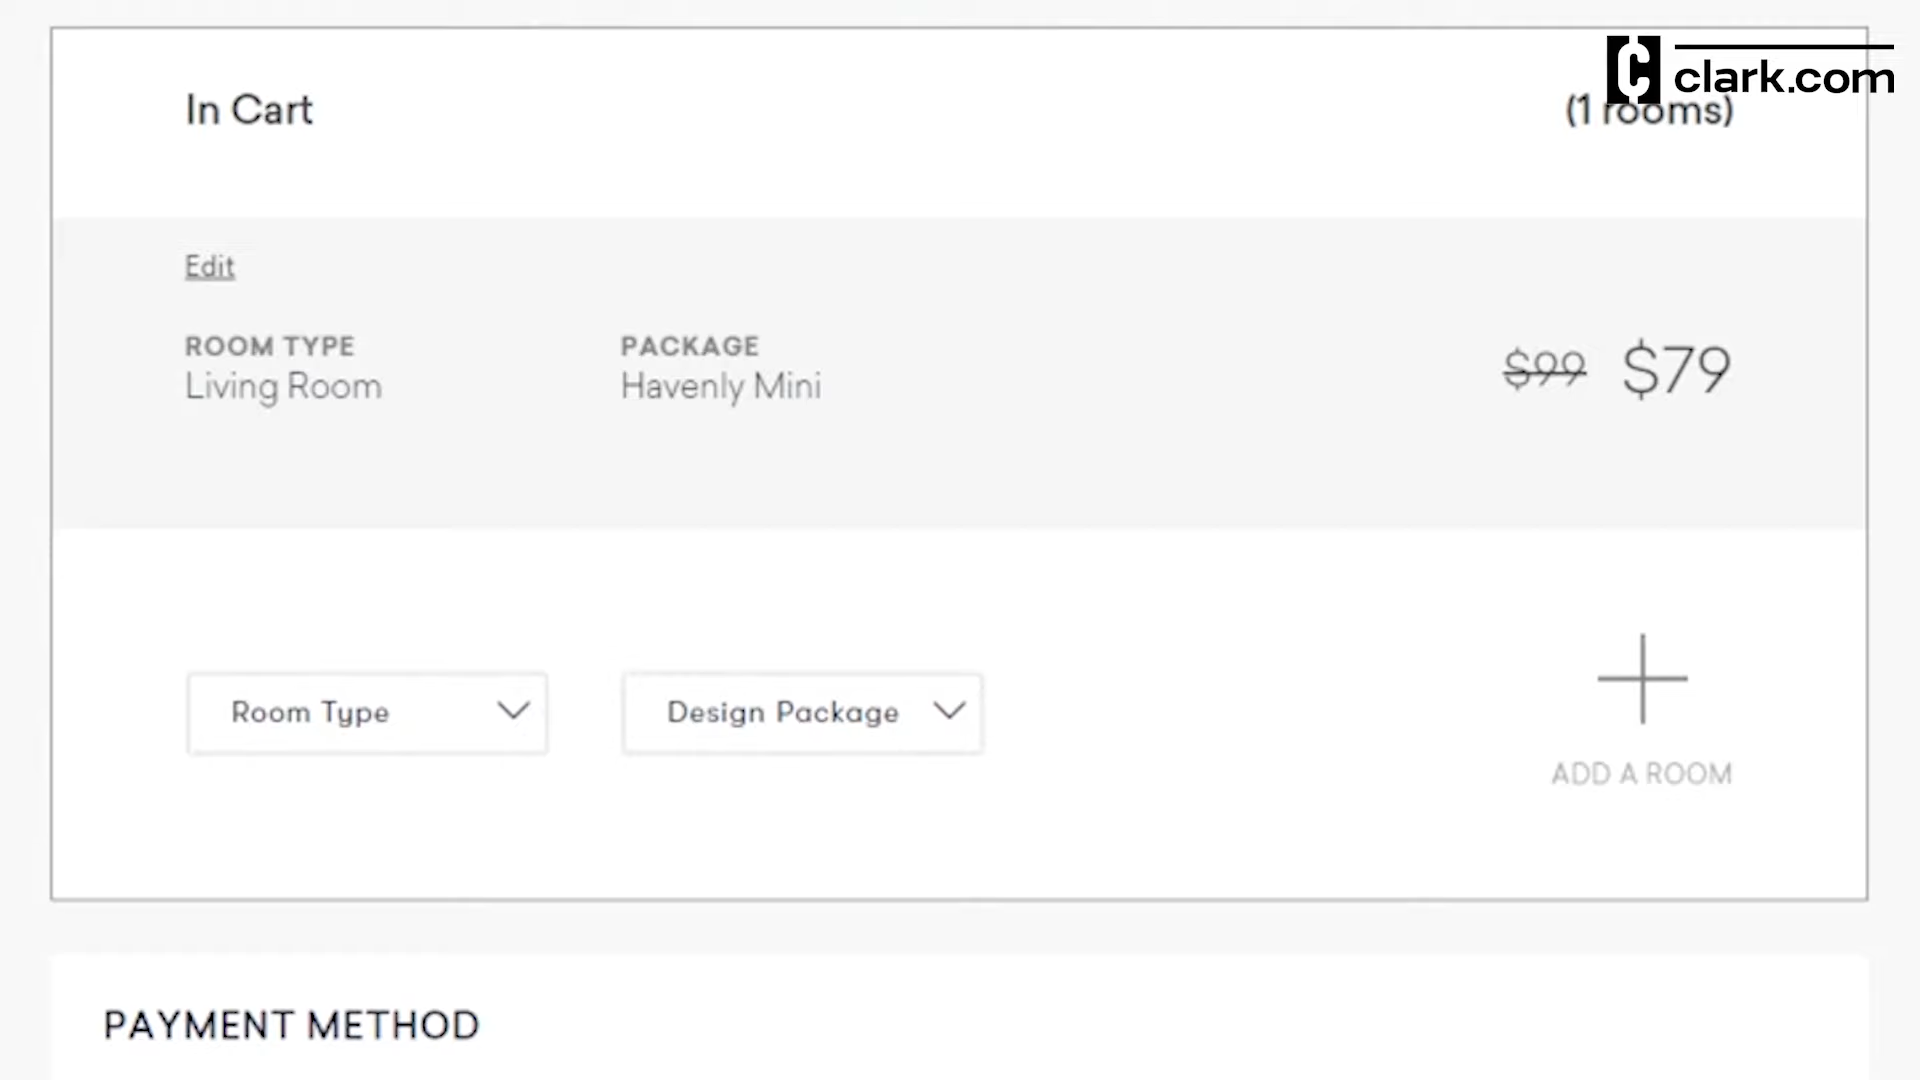 clark.com
In Cart
(1 rooms)
Edit
ROOM TYPE
PACKAGE
Living Room
Havenly Mini
$99 $79
Room Type
Design Package
ADD A ROOM
PAYMENT METHOD